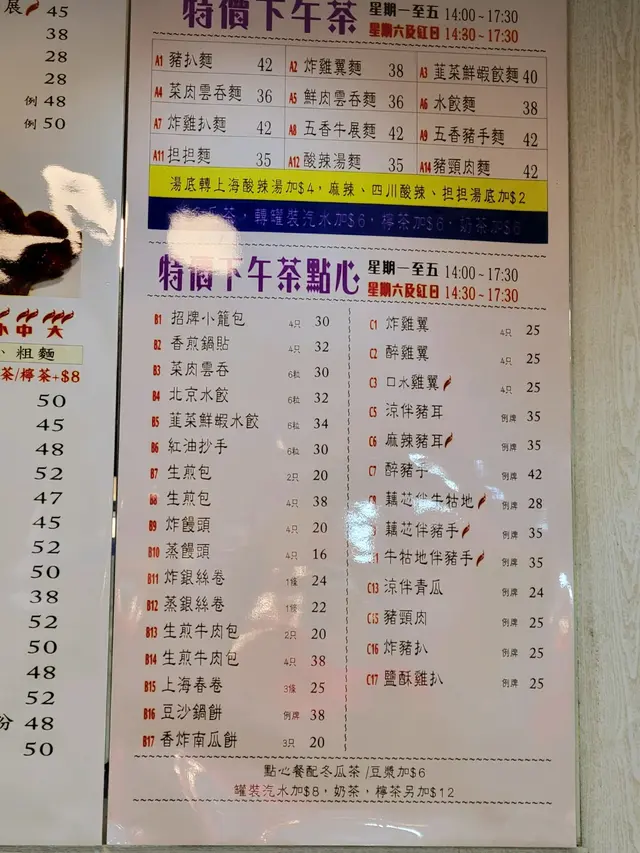 展 45
38
28
28
例 48
例 50
中 大
粗麵
茶/檸茶+$8
50
45
48
52
47
45
52
50
38
52
50
48
52
份 48
50
特價下午茶 星期一至五 14:00~17:30
星期六及紅日 14:30~17:30
A1 豬扒麵 42 A2 炸雞翼麵 38 A3 韮菜鮮蝦餃麵 40
A4 菜肉雲吞麵 36 A5 鮮肉雲吞麵 36 A6 水餃麵 38
A7 炸雞扒麵 42 A8 五香牛展麵 42 A9 五香豬手麵 42
A11 担担麵 35 A12 酸辣湯麵 35 A14 豬頸肉麵 42
湯底轉上海酸辣湯加$4，麻辣、四川酸辣、担担湯底加$2
瓜茶，轉罐裝汽水加$6，檸茶加$6，奶茶加$6
特價下午茶點心 星期一至五 14:00~17:30
星期六及紅日 14:30~17:30
B1 招牌小籠包 4只 30
B2 香煎鍋貼 4只 32
B3 菜肉雲吞 6粒 30
B4 北京水餃 6粒 32
B5 韮菜鮮蝦水餃 6粒 34
B6 紅油抄手 6粒 30
B7 生煎包 2只 20
B8 生煎包 4只 38
B9 炸饅頭 4只 20
B10 蒸饅頭 4只 16
B11 炸銀絲卷 1條 24
B12 蒸銀絲卷 1條 22
B13 生煎牛肉包 2只 20
B14 生煎牛肉包 4只 38
B15 上海春卷 3條 25
B16 豆沙鍋餅 例牌 38
B17 香炸南瓜餅 3只 20
C1 炸雞翼 4只 25
C2 醉雞翼 4只 25
C3 口水雞翼 4只 25
C5 涼伴豬耳 例牌 35
C6 麻辣豬耳 例牌 35
C7 醉豬手 例牌 42
C8 藕芯伴牛牯地 例牌 28
藕芯伴豬手 例牌 35
牛牯地伴豬手 例牌 35
C13 涼伴青瓜 例牌 24
C15 豬頸肉 例牌 25
C16 炸豬扒 例牌 25
C17 鹽酥雞扒 例牌 25
點心餐配冬瓜茶/豆漿加$6
罐裝汽水加$8，奶茶，檸茶另加$12